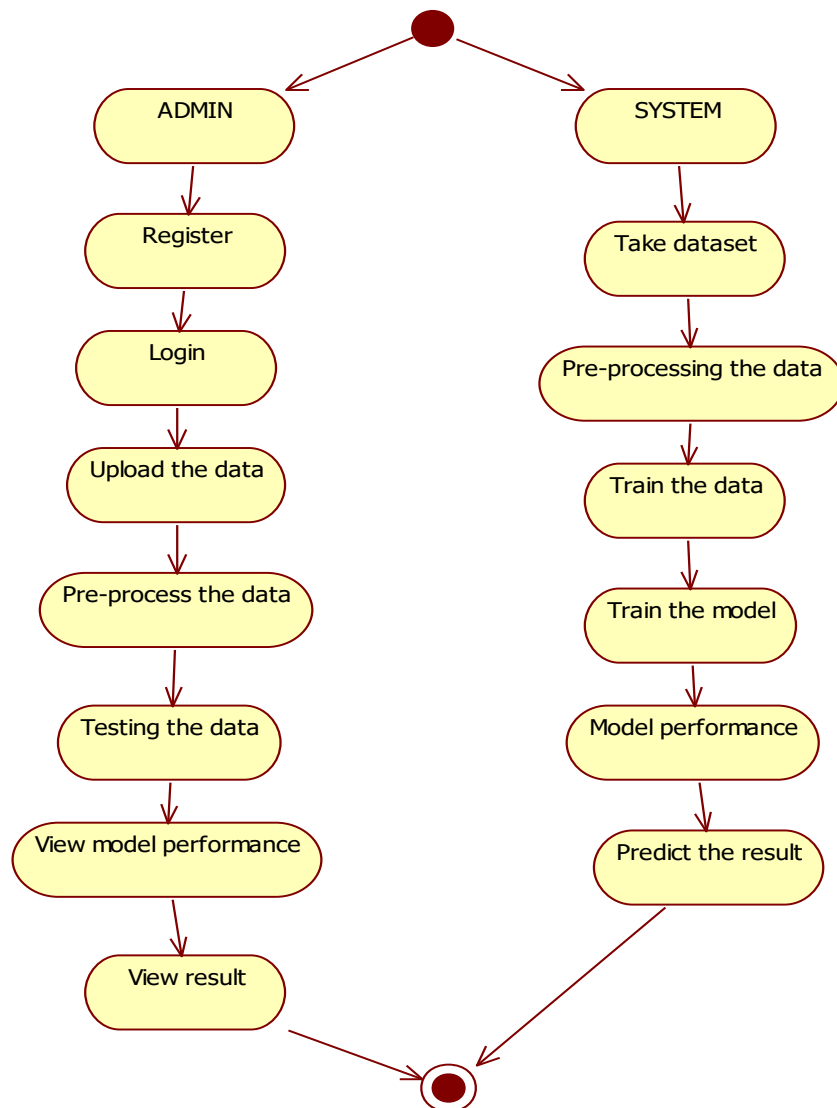 ADMIN
Register
Login
Upload the data
Pre-process the data
Testing the data
View model performance
View result
SYSTEM
Take dataset
Pre-processing the data
Train the data
Train the model
Model performance
Predict the result